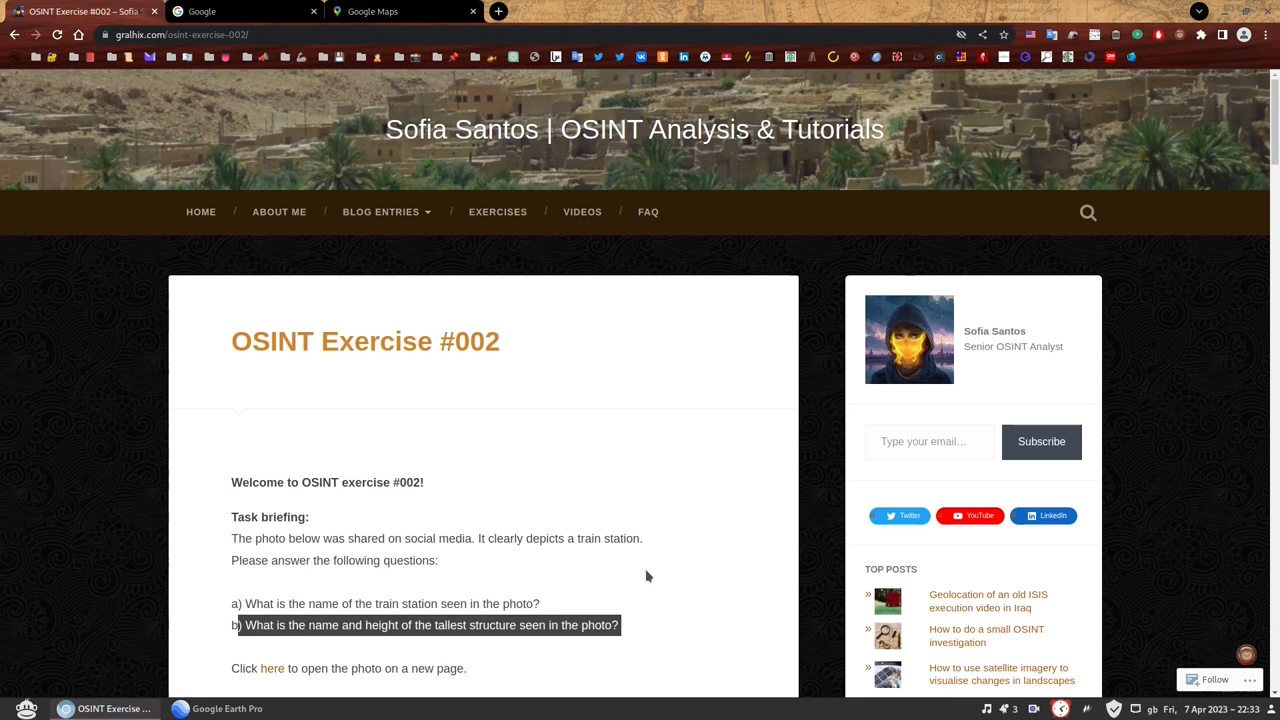 OSINT Exercise #002 – Sofia S
Google
Google Maps
gralhix.com/osint-exercise-002/
Sofia Santos | OSINT Analysis & Tutorials
HOME / ABOUT ME / BLOG ENTRIES / EXERCISES / VIDEOS / FAQ
OSINT Exercise #002
Welcome to OSINT exercise #002!
Task briefing:
The photo below was shared on social media. It clearly depicts a train station.
Please answer the following questions:
a) What is the name of the train station seen in the photo?
b) What is the name and height of the tallest structure seen in the photo?
Click here to open the photo on a new page.
Sofia Santos
Senior OSINT Analyst
Type your email…
Subscribe
Twitter
YouTube
LinkedIn
TOP POSTS
» Geolocation of an old ISIS
execution video in Iraq
» How to do a small OSINT
investigation
» How to use satellite imagery to
visualise changes in landscapes
Follow
OSINT Exercise ...
Google Earth Pro
3
gb Fri, 7 Apr 2023 – 22:33